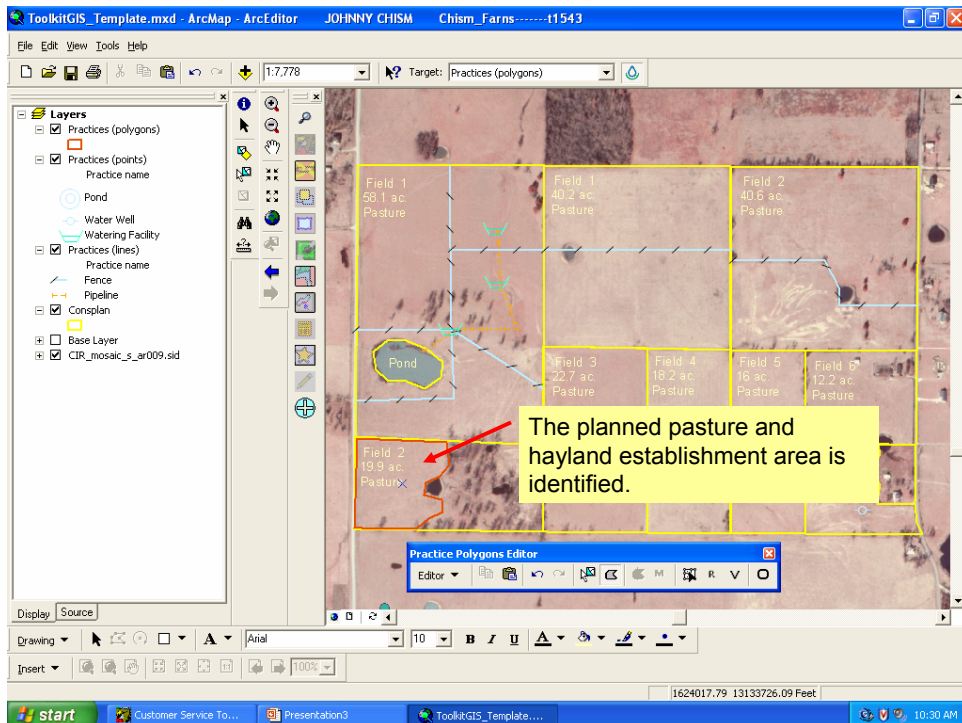 ToolkitGIS_Template.mxd - ArcMap - ArcEditor JOHNNY CHISM Chism_Farns-------t1543
File Edit View Tools Help
1:7,778 Target: Practices (polygons)
Layers
Practices (polygons)
Practices (points)
Practice name
Pond
Water Well
Watering Facility
Practices (lines)
Practice name
Fence
Pipeline
Consplan
Base Layer
CIR_mosaic_s_ar009.sid
Field 1
58.1 ac.
Pasture
Field 1
40.2 ac.
Pasture
Field 2
40.6 ac.
Pasture
Pond
Field 3
22.7 ac.
Pasture
Field 4
18.2 ac.
Pasture
Field 5
16 ac.
Pasture
Field 6
12.2 ac.
Pasture
Field 2
19.9 ac.
Pasture
The planned pasture and
hayland establishment area is
identified.
Practice Polygons Editor
Editor M R V O
Display Source
Drawing A Arial 10 B I U A
Insert 100%
1624017.79 13133726.09 Feet
start Customer Service To... Presentation3 ToolkitGIS_Template.... 10:30 AM